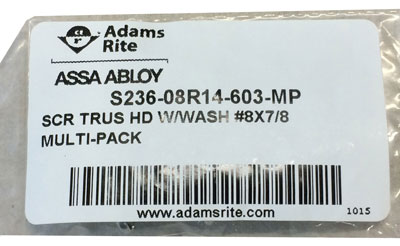 ar
Adams
Rite
ASSA ABLOY
S236-08R14-603-MP
SCR TRUS HD W/WASH #8X7/8
MULTI-PACK
www.adamsrite.com
1015